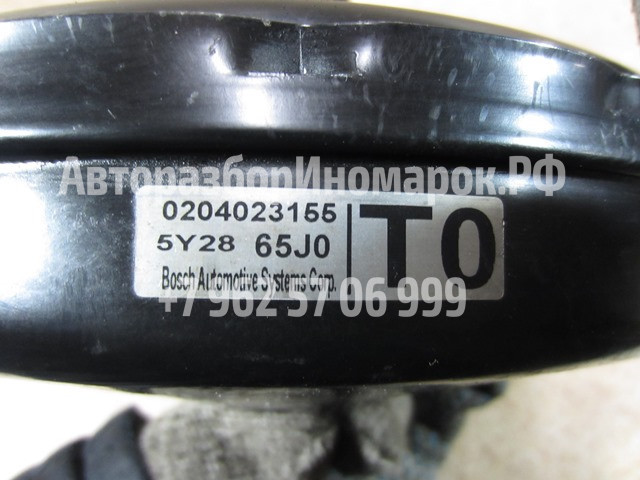 АвторазборИномарок.РФ
0204023155
5Y28 65J0
T0
Bosch Automotive Systems Corp.
+7 962 57 06 999